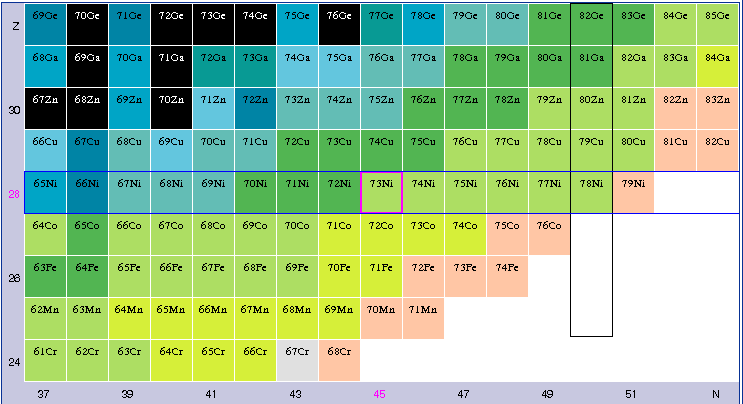 Z 69Ge 70Ge 71Ge 72Ge 73Ge 74Ge 75Ge 76Ge 77Ge 78Ge 79Ge 80Ge 81Ge 82Ge 83Ge 84Ge 85Ge
68Ga 69Ga 70Ga 71Ga 72Ga 73Ga 74Ga 75Ga 76Ga 77Ga 78Ga 79Ga 80Ga 81Ga 82Ga 83Ga 84Ga
30 67Zn 68Zn 69Zn 70Zn 71Zn 72Zn 73Zn 74Zn 75Zn 76Zn 77Zn 78Zn 79Zn 80Zn 81Zn 82Zn 83Zn
66Cu 67Cu 68Cu 69Cu 70Cu 71Cu 72Cu 73Cu 74Cu 75Cu 76Cu 77Cu 78Cu 79Cu 80Cu 81Cu 82Cu
28 65Ni 66Ni 67Ni 68Ni 69Ni 70Ni 71Ni 72Ni 73Ni 74Ni 75Ni 76Ni 77Ni 78Ni 79Ni
64Co 65Co 66Co 67Co 68Co 69Co 70Co 71Co 72Co 73Co 74Co 75Co 76Co
26 63Fe 64Fe 65Fe 66Fe 67Fe 68Fe 69Fe 70Fe 71Fe 72Fe 73Fe 74Fe
62Mn 63Mn 64Mn 65Mn 66Mn 67Mn 68Mn 69Mn 70Mn 71Mn
24 61Cr 62Cr 63Cr 64Cr 65Cr 66Cr 67Cr 68Cr
37 39 41 43 45 47 49 51 N